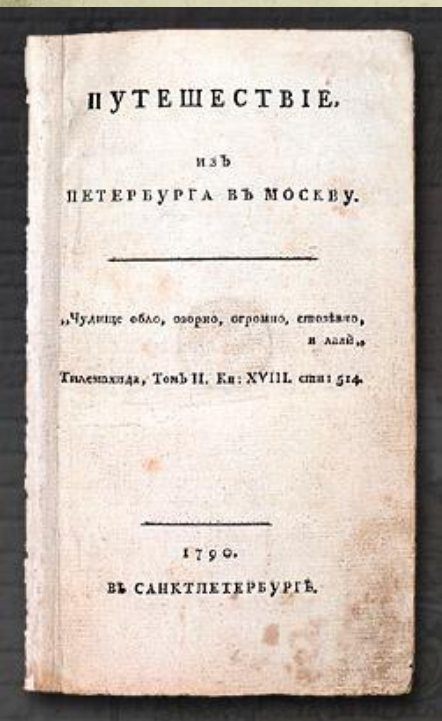 ПУТЕШЕСТВІЕ.
изЪ
ПЕТЕРБУРГА ВЪ МОСКВУ.
„Чудище обло, озорно, огромно, стозѣвно,
и лаяй„
Тилемахида, ТомЪ II. Кн: XVIII. сти: 514.
1790.
ВЪ САНКТПЕТЕРБУРГѢ.